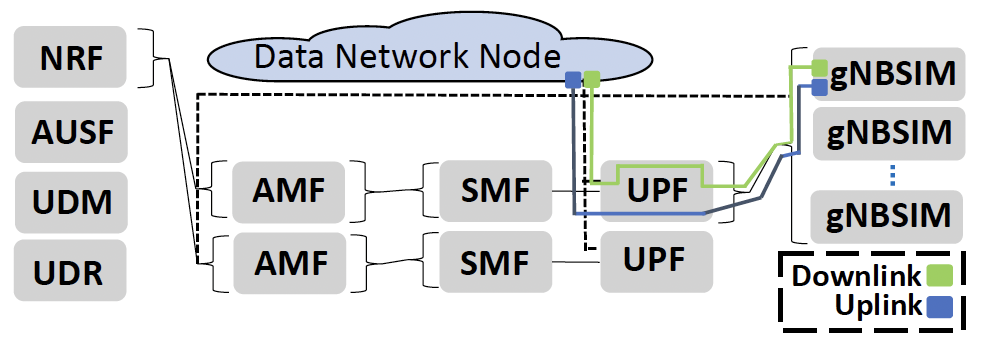 NRF
AUSF
UDM
UDR
Data Network Node
AMF
SMF
UPF
AMF
SMF
UPF
gNBSIM
gNBSIM
gNBSIM
Downlink
Uplink